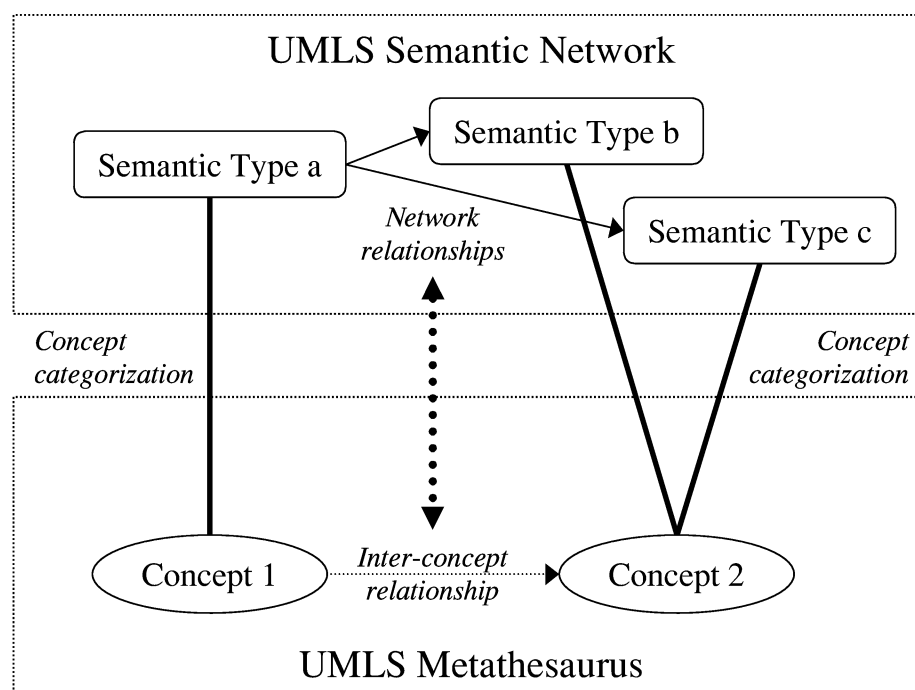 UMLS Semantic Network
Semantic Type b
Semantic Type a
Network
relationships
Semantic Type c
Concept
categorization
Concept
categorization
Inter-concept
relationship
Concept 1
Concept 2
UMLS Metathesaurus